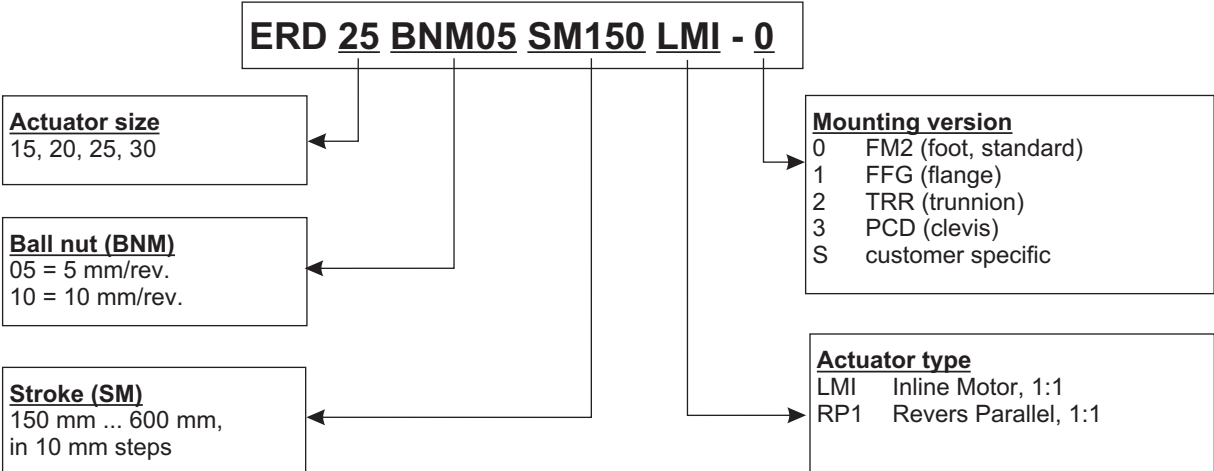 ERD 25 BNM05 SM150 LMI - 0
Actuator size
15, 20, 25, 30
Ball nut (BNM)
05 = 5 mm/rev.
10 = 10 mm/rev.
Stroke (SM)
150 mm ... 600 mm,
in 10 mm steps
Mounting version
0 FM2 (foot, standard)
1 FFG (flange)
2 TRR (trunnion)
3 PCD (clevis)
S customer specific
Actuator type
LMI Inline Motor, 1:1
RP1 Revers Parallel, 1:1